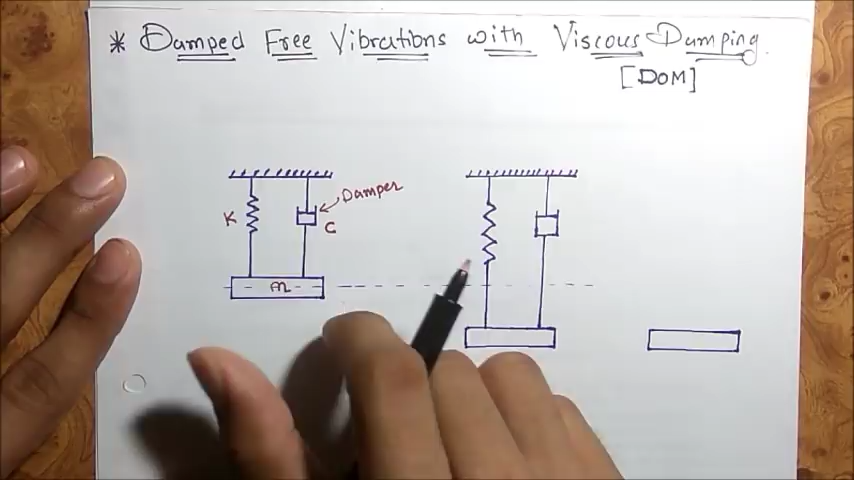 * Damped Free Vibrations with Viscous Damping.
[DOM]
Damper
K
C
m